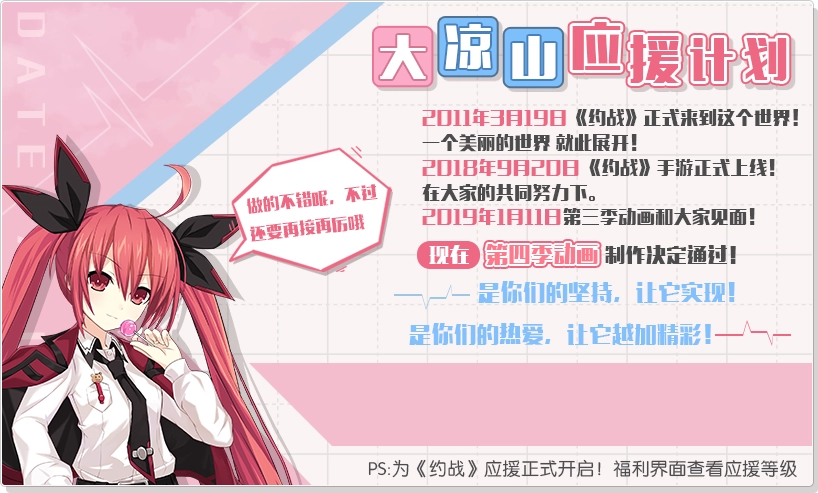 DATE
大凉山应援计划
2011年3月19日《约战》正式来到这个世界！
一个美丽的世界 就此展开！
2018年9月20日《约战》手游正式上线！
在大家的共同努力下。
2019年1月11日第三季动画和大家见面！
现在 第四季动画 制作决定通过！
是你们的坚持，让它实现！
是你们的热爱，让它越加精彩！
做的不错呢，不过
还要再接再厉哦
PS:为《约战》应援正式开启！福利界面查看应援等级